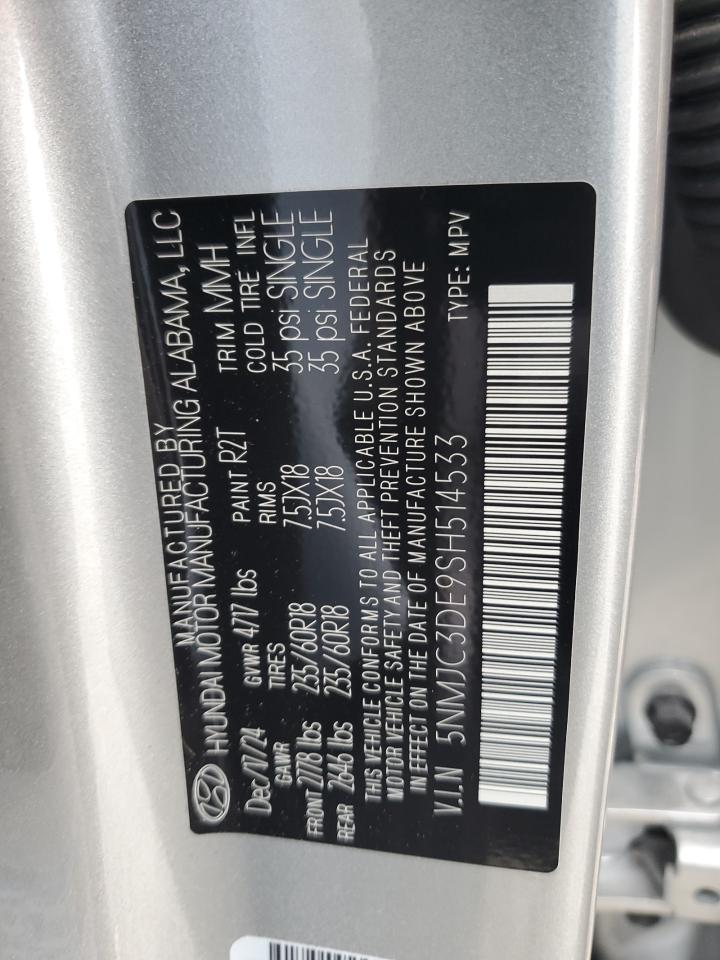 MANUFACTURED BY
HYUNDAI MOTOR MANUFACTURING ALABAMA, LLC
Dec/17/24 GVWR 4717 lbs PAINT R2T TRIM MMH
GAWR TIRES RIMS COLD TIRE INFL
FRONT 2778 lbs 235/60R18 7.5JX18 35 psi SINGLE
REAR 2646 lbs 235/60R18 7.5JX18 35 psi SINGLE
THIS VEHICLE CONFORMS TO ALL APPLICABLE U.S.A. FEDERAL
MOTOR VEHICLE SAFETY AND THEFT PREVENTION STANDARDS
IN EFFECT ON THE DATE OF MANUFACTURE SHOWN ABOVE
V.I.N 5NMJC3DE9SH514533 TYPE: MPV